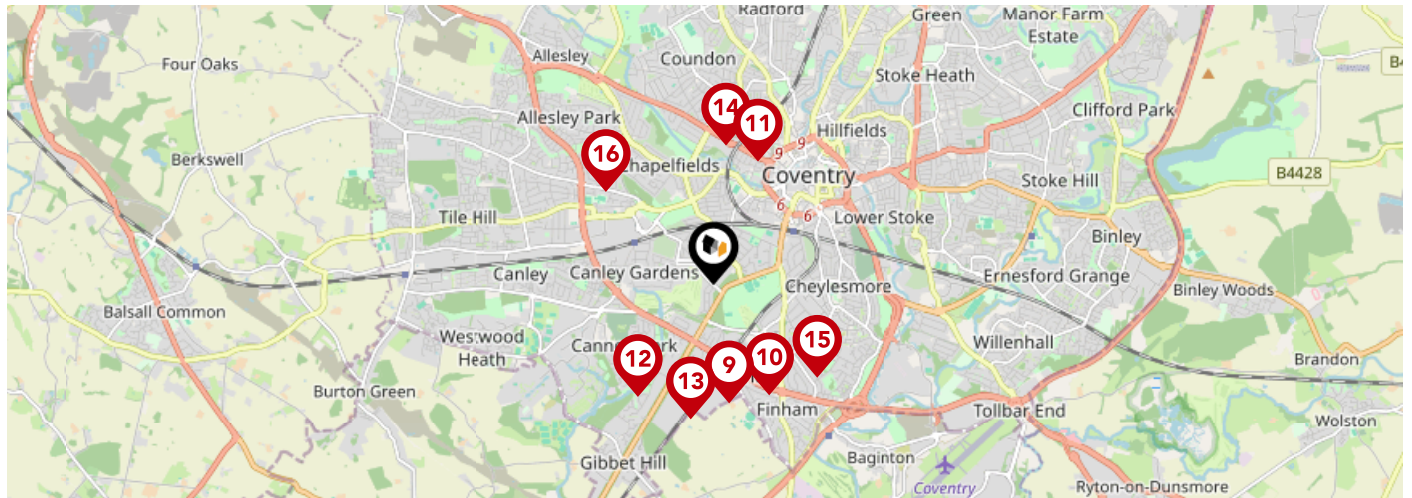 Radford
Green
Manor Farm
Estate
Allesley
Coundon
Four Oaks
Stoke Heath
Clifford Park
14
11
Allesley Park
Hillfields
9
9
16
Chapelfields
Berkswell
Coventry
Stoke Hill
B4428
6
6
Tile Hill
Lower Stoke
Binley
Canley
Canley Gardens
Ernesford Grange
Cheylesmore
Binley Woods
Balsall Common
Westwood
Heath
12
13
9
10
15
Willenhall
Brandon
Burton Green
Finham
Tollbar End
Wolston
Gibbet Hill
Baginton
Coventry
Ryton-on-Dunsmore